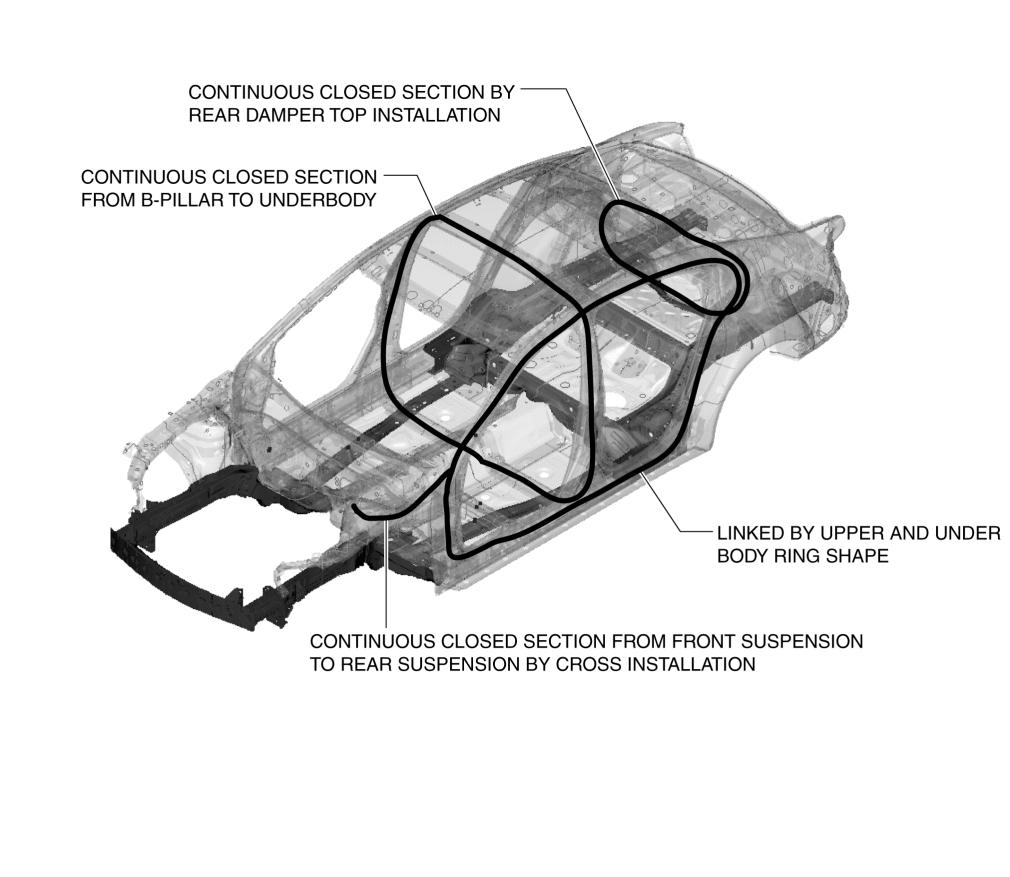 CONTINUOUS CLOSED SECTION BY
REAR DAMPER TOP INSTALLATION
CONTINUOUS CLOSED SECTION
FROM B-PILLAR TO UNDERBODY
LINKED BY UPPER AND UNDER
BODY RING SHAPE
CONTINUOUS CLOSED SECTION FROM FRONT SUSPENSION
TO REAR SUSPENSION BY CROSS INSTALLATION